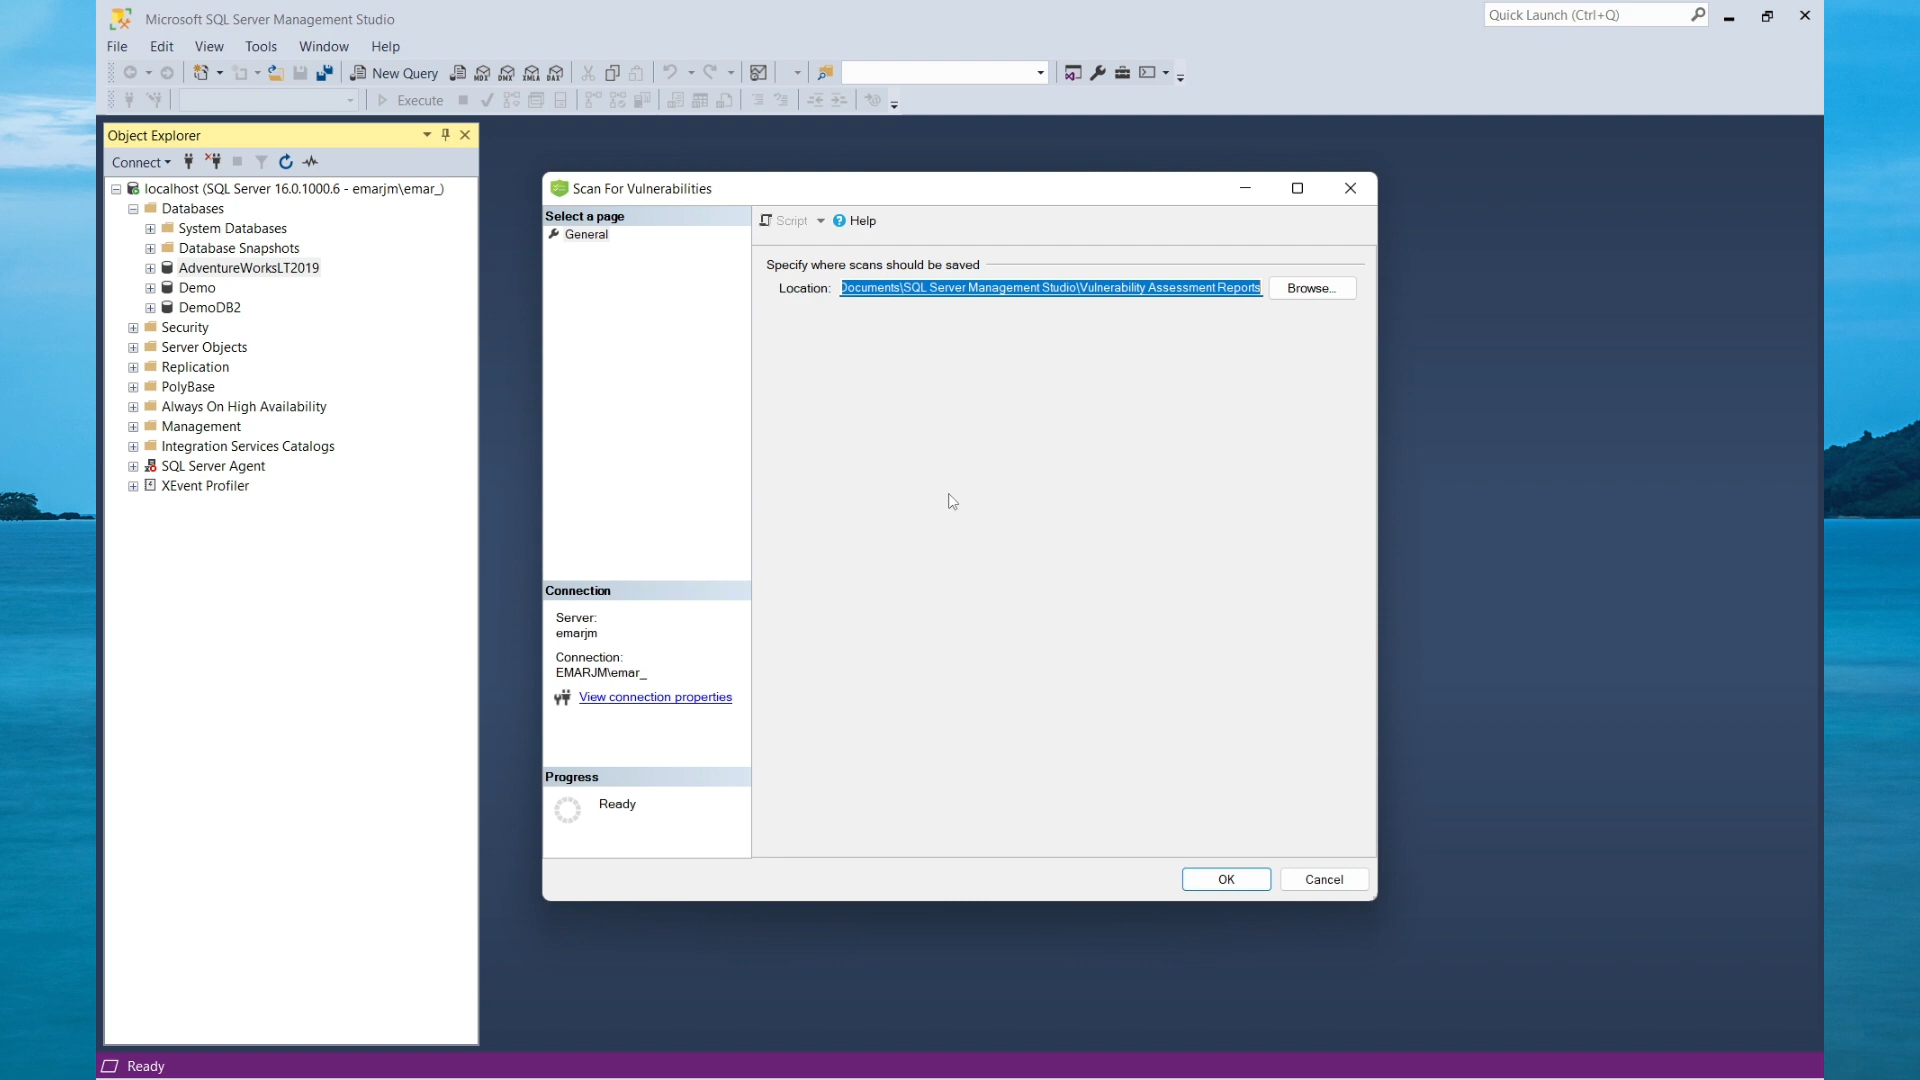 Microsoft SQL Server Management Studio
Quick Launch (Ctrl+Q)
File Edit View Tools Window Help
New Query MDX DMX XMLA DAX
Execute
Object Explorer
Connect
localhost (SQL Server 16.0.1000.6 - emarjm\emar_)
Databases
System Databases
Database Snapshots
AdventureWorksLT2019
Demo
DemoDB2
Security
Server Objects
Replication
PolyBase
Always On High Availability
Management
Integration Services Catalogs
SQL Server Agent
XEvent Profiler
Scan For Vulnerabilities
Select a page
General
Script Help
Specify where scans should be saved
Location: Documents\SQL Server Management Studio\Vulnerability Assessment Reports Browse...
Connection
Server:
emarjm
Connection:
EMARJM\emar_
View connection properties
Progress
Ready
OK Cancel
Ready